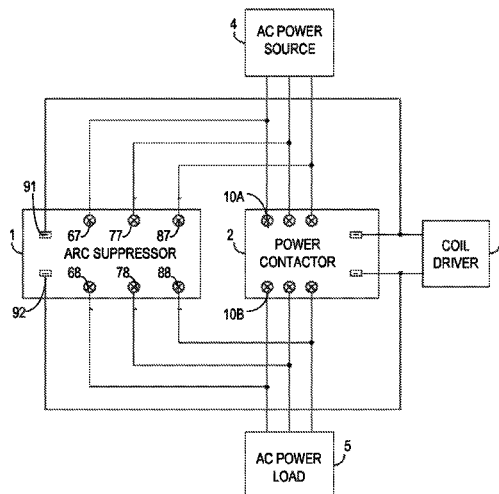 4
AC POWER
SOURCE
91
10A
1
67
77
87
2
POWER
CONTACTOR
COIL
DRIVER
ARC SUPPRESSOR
68
78
88
92
10B
AC POWER
LOAD
5